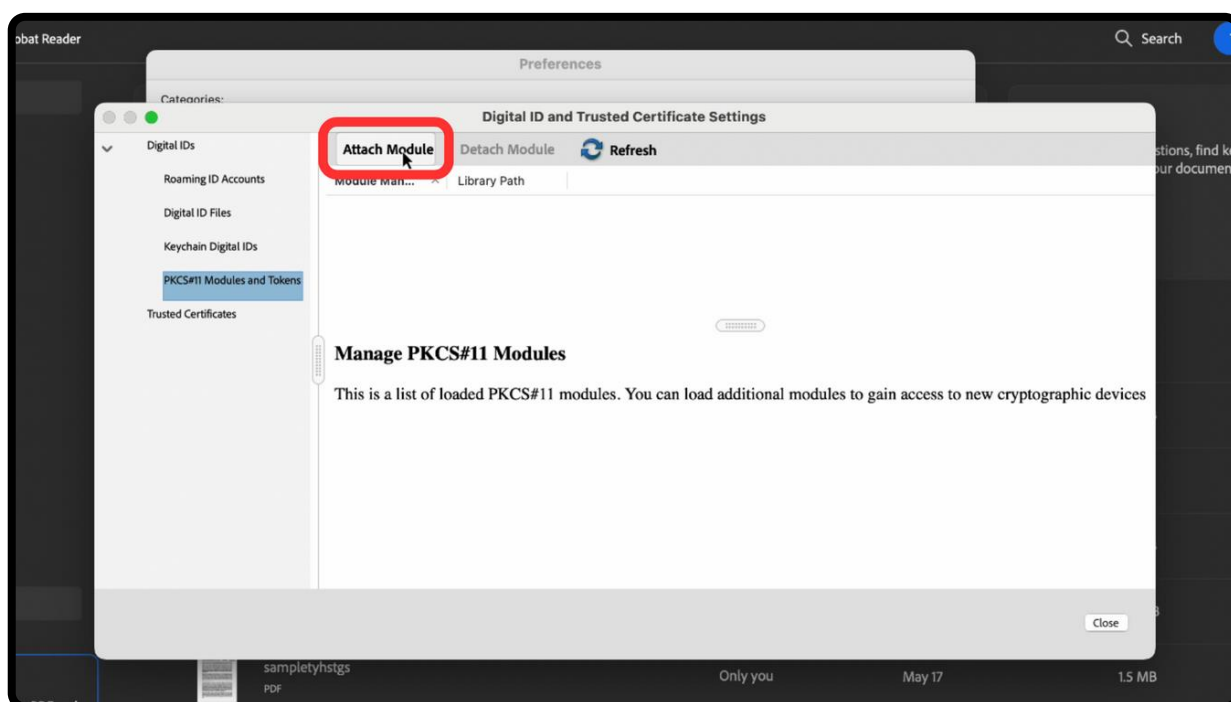 obat Reader
Search
Preferences
Categories:
Digital ID and Trusted Certificate Settings
Digital IDs
Attach Module
Detach Module
Refresh
Module Man...
Library Path
Roaming ID Accounts
Digital ID Files
Keychain Digital IDs
PKCS#11 Modules and Tokens
Trusted Certificates
Manage PKCS#11 Modules
This is a list of loaded PKCS#11 modules. You can load additional modules to gain access to new cryptographic devices
stions, find k
our documen
Close
sampletyhstgs
PDF
Only you
May 17
1.5 MB